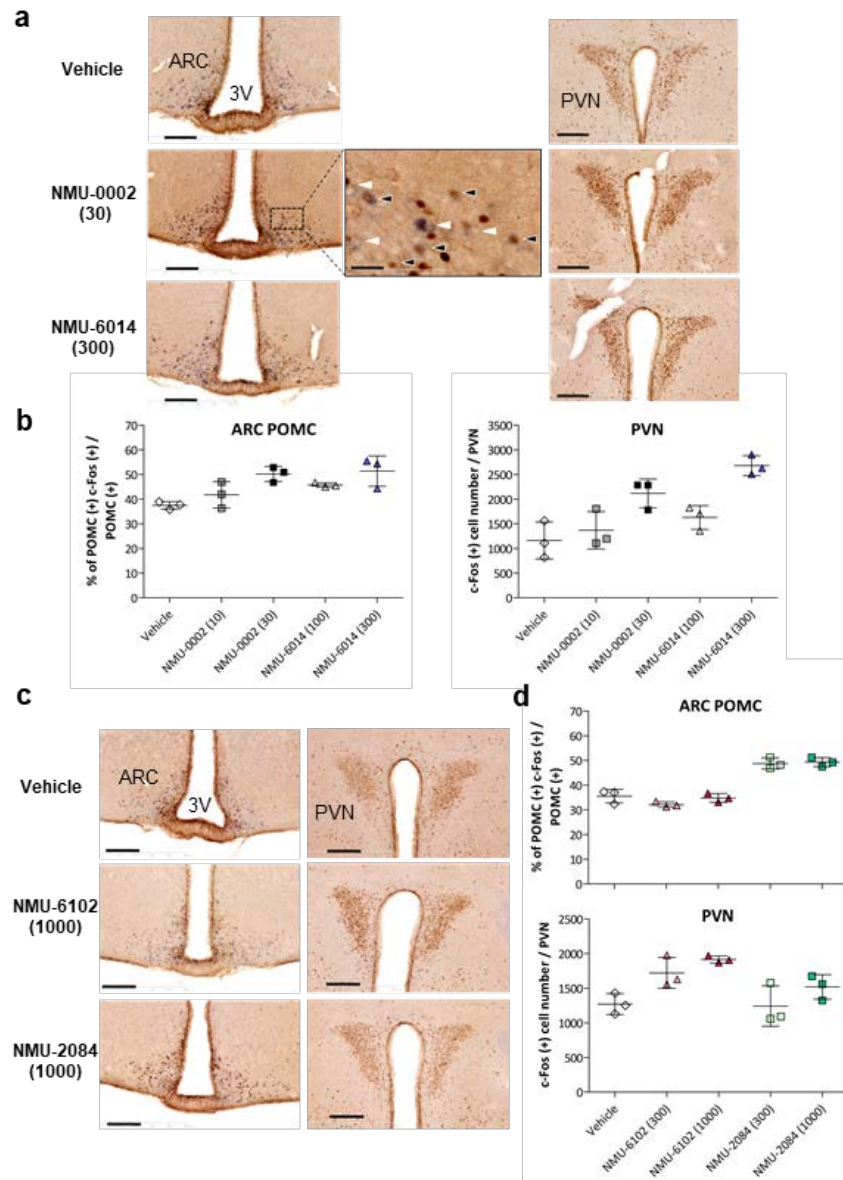 a
Vehicle
ARC
3V
PVN
NMU-0002
(30)
NMU-6014
(300)
b
ARC POMC
% of POMC (+) c-Fos (+) /
POMC (+)
70
60
50
40
30
20
10
0
Vehicle
NMU-0002 (10)
NMU-0002 (30)
NMU-6014 (100)
NMU-6014 (300)
PVN
c-Fos (+) cell number / PVN
3500
3000
2500
2000
1500
1000
500
0
Vehicle
NMU-0002 (10)
NMU-0002 (30)
NMU-6014 (100)
NMU-6014 (300)
c
Vehicle
ARC
3V
PVN
NMU-6102
(1000)
NMU-2084
(1000)
d
ARC POMC
% of POMC (+) c-Fos (+) /
POMC (+)
70
60
50
40
30
20
10
0
PVN
c-Fos (+) cell number / PVN
2500
2000
1500
1000
500
0
Vehicle
NMU-6102 (300)
NMU-6102 (1000)
NMU-2084 (300)
NMU-2084 (1000)